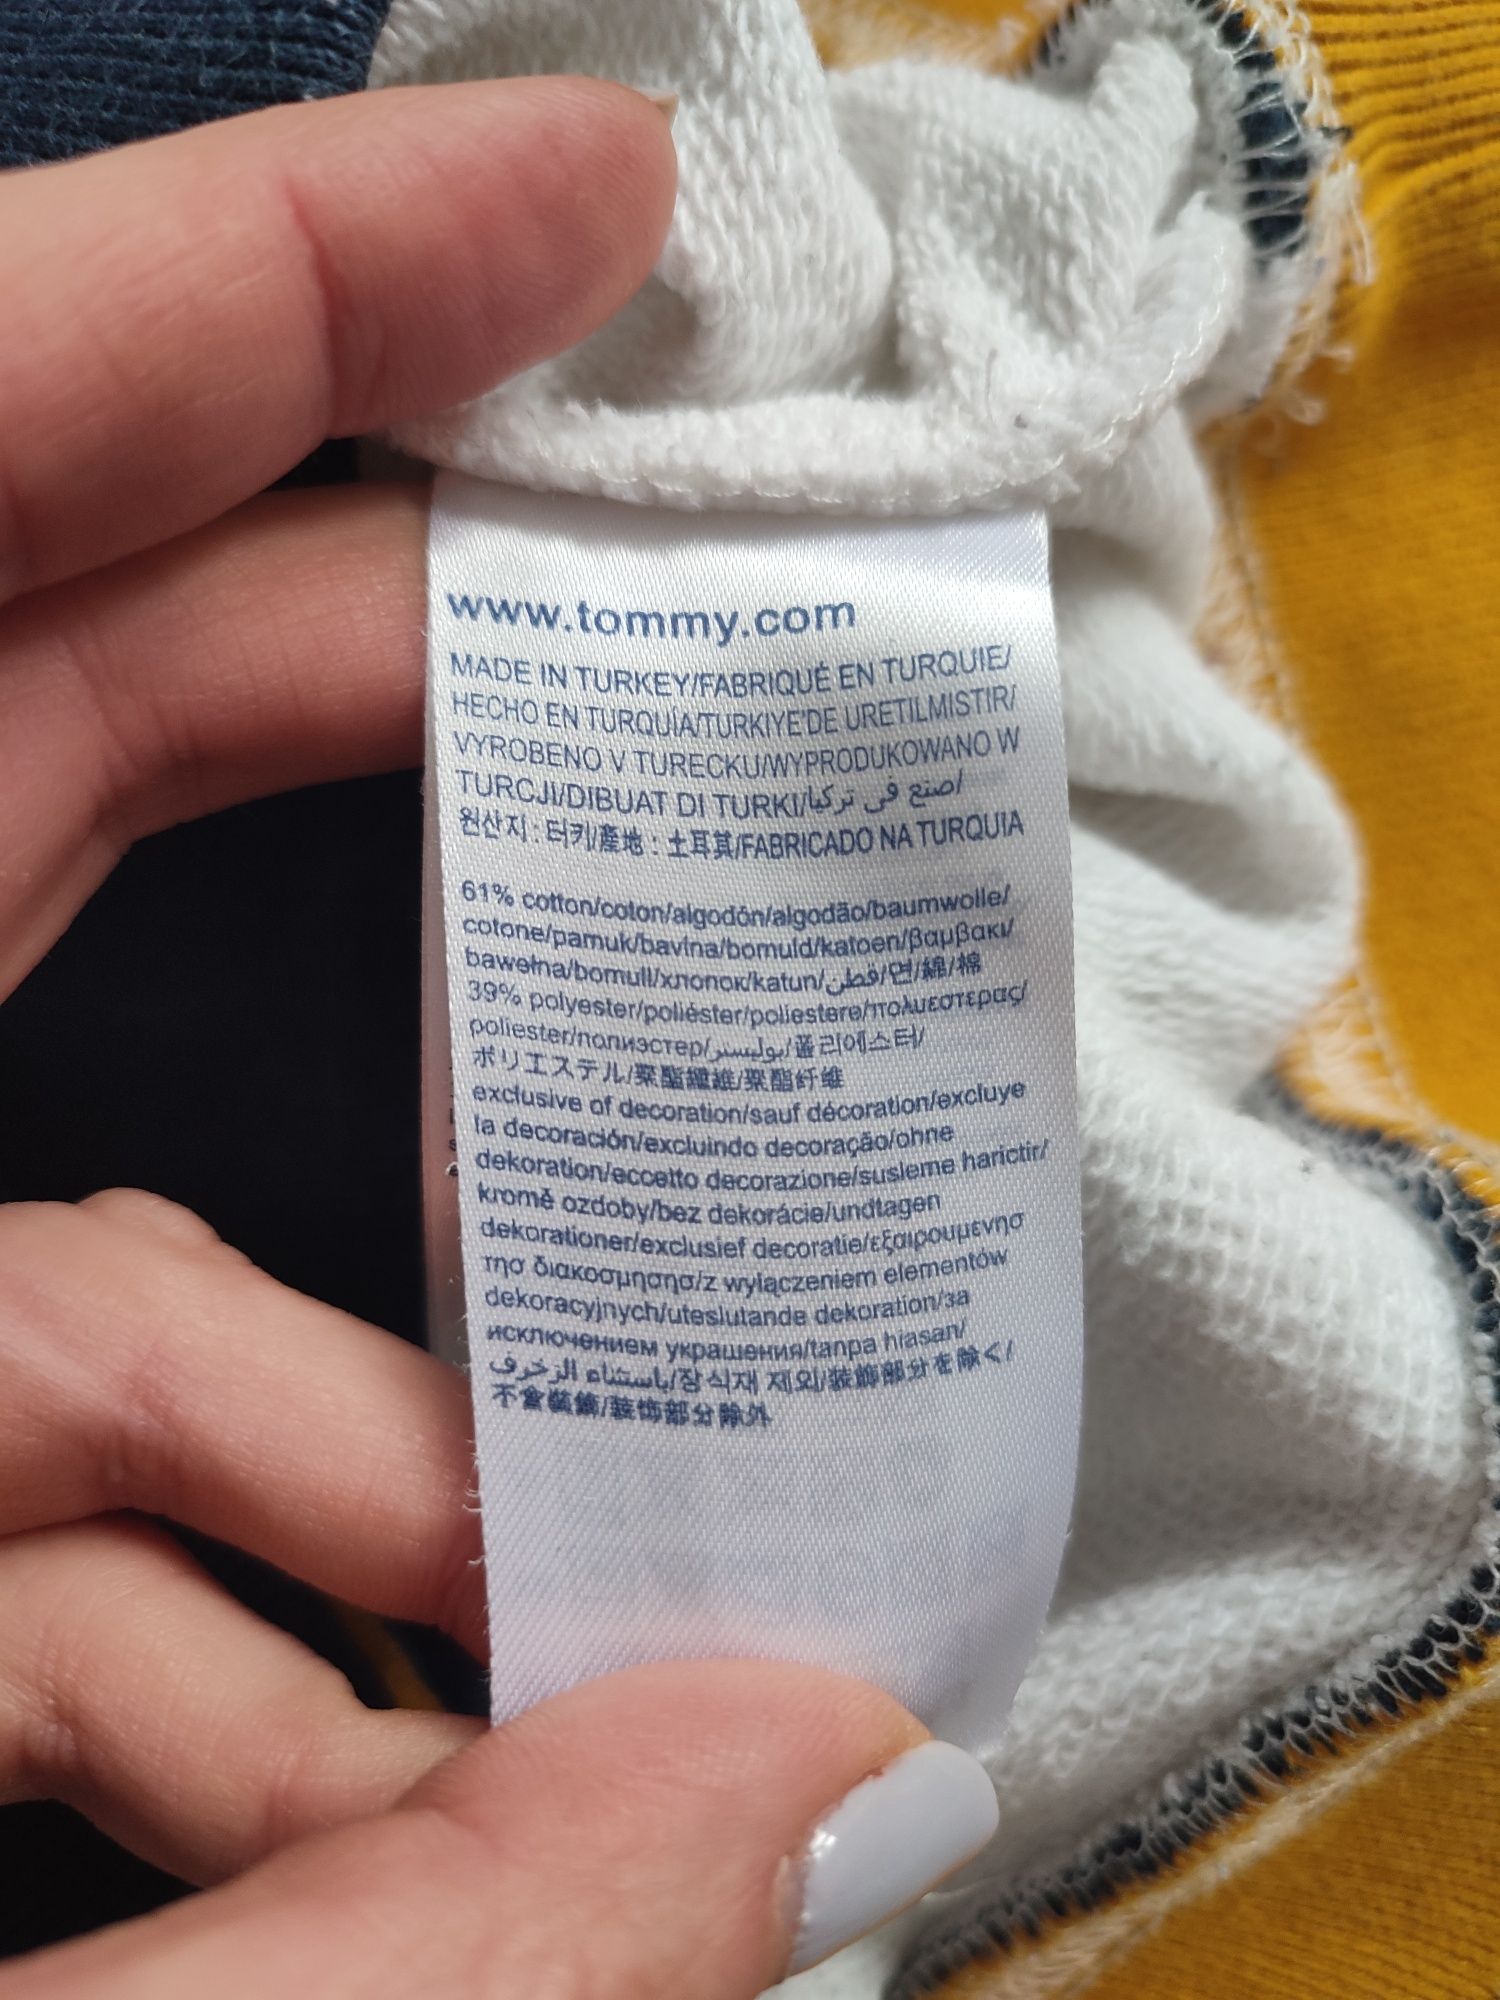 www.tommy.com
MADE IN TURKEY/FABRIQUÉ EN TURQUIE/
HECHO EN TURQUÍA/TURKIYE'DE URETILMISTIR/
VYROBENO V TURECKU/WYPRODUKOWANO W
TURCJI/DIBUAT DI TURKI/صنع في تركيا/
원산지 : 터키/產地 : 土耳其/FABRICADO NA TURQUIA
61% cotton/coton/algodón/algodão/baumwolle/
cotone/pamuk/bavlna/bomuld/katoen/βαμβακι/
bawełna/bomull/хлопок/katun/قطن/면/綿/棉
39% polyester/poliéster/poliestere/πολυεστερας/
poliester/полиэстер/بوليستر/폴리에스터/
ポリエステル/聚酯纖維/聚酯纤维
exclusive of decoration/sauf décoration/excluye
la decoración/excluindo decoração/ohne
dekoration/eccetto decorazione/susleme harictir/
kromě ozdoby/bez dekorácie/undtagen
dekorationer/exclusief decoratie/εξαιρουμενησ
τησ διακοσμησησ/z wyłączeniem elementów
dekoracyjnych/uteslutande dekoration/за
исключением украшения/tanpa hiasan/
باستثناء الزخرف/장식재 제외/装飾部分を除く/
不含裝飾/装饰部分除外